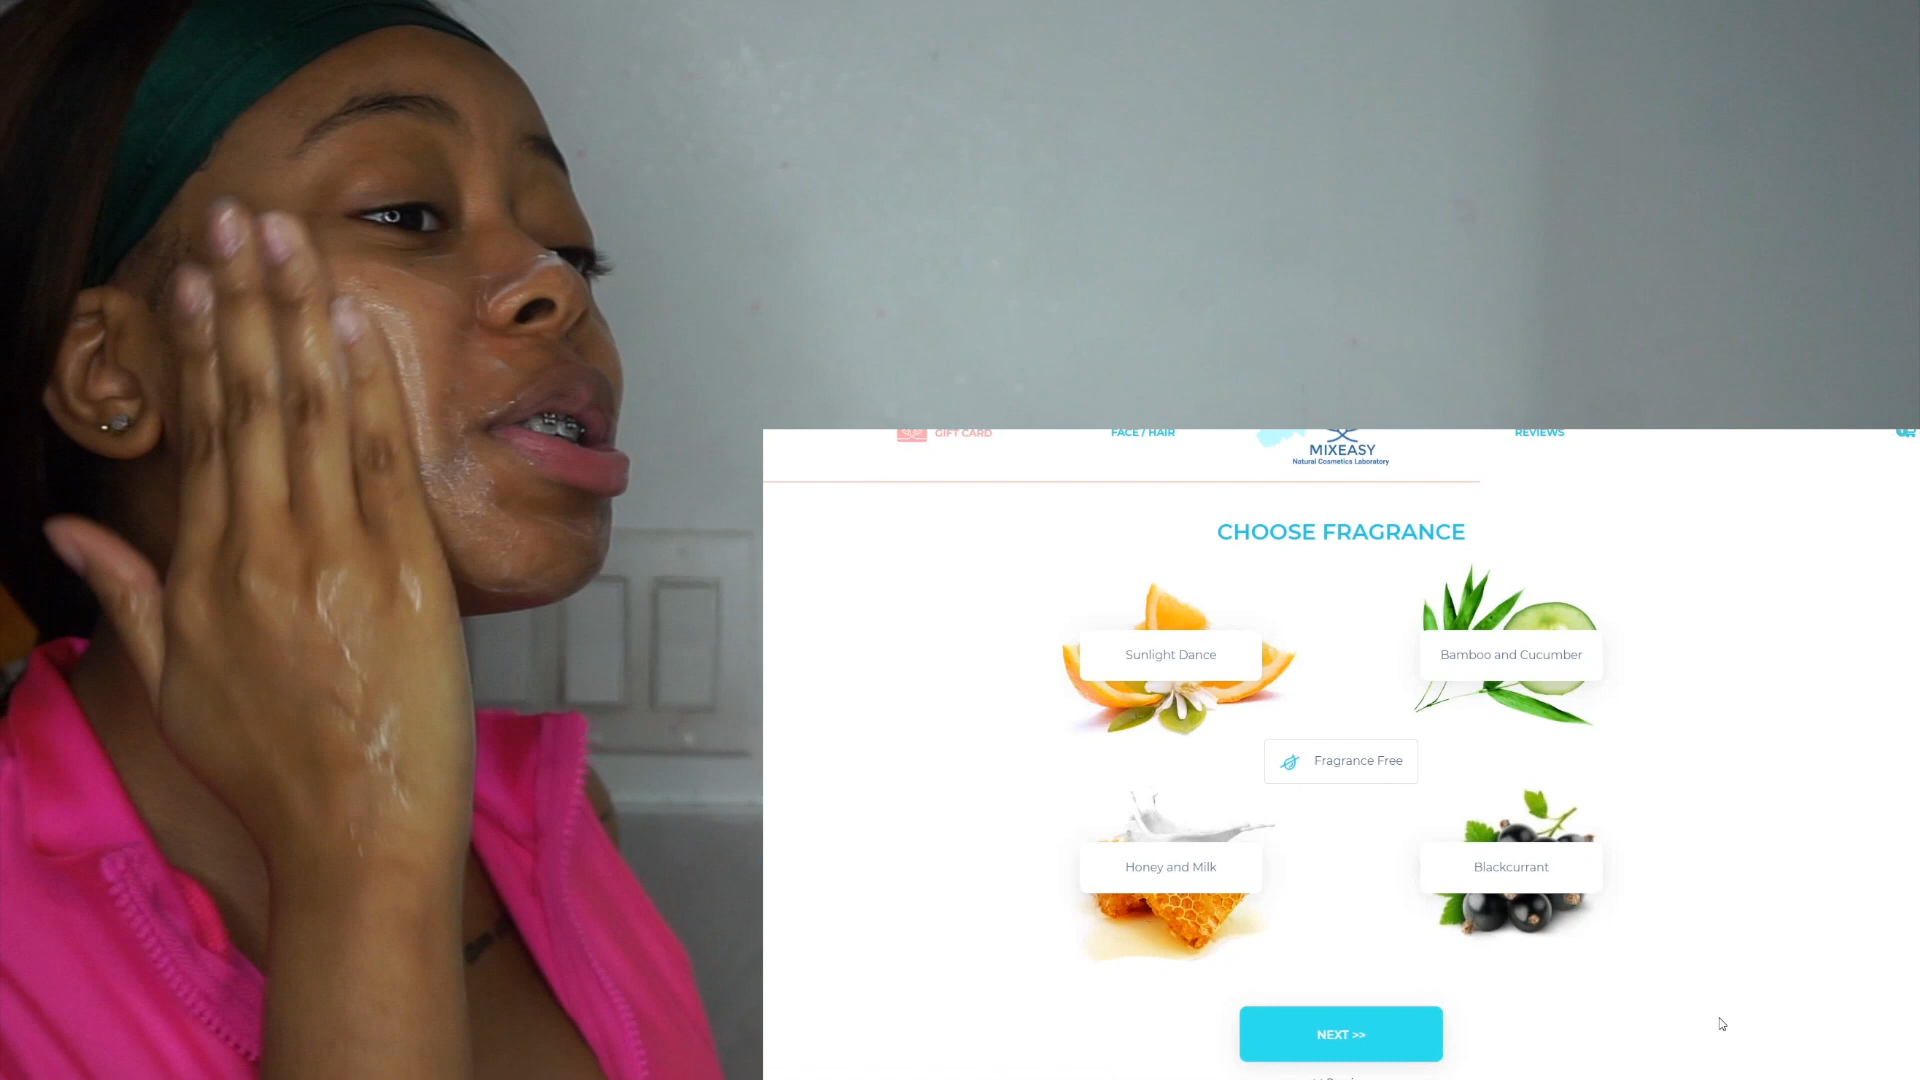 GIFT CARD
FACE / HAIR
MIXEASY
Natural Cosmetics Laboratory
REVIEWS
CHOOSE FRAGRANCE
Sunlight Dance
Bamboo and Cucumber
Fragrance Free
Honey and Milk
Blackcurrant
NEXT >>